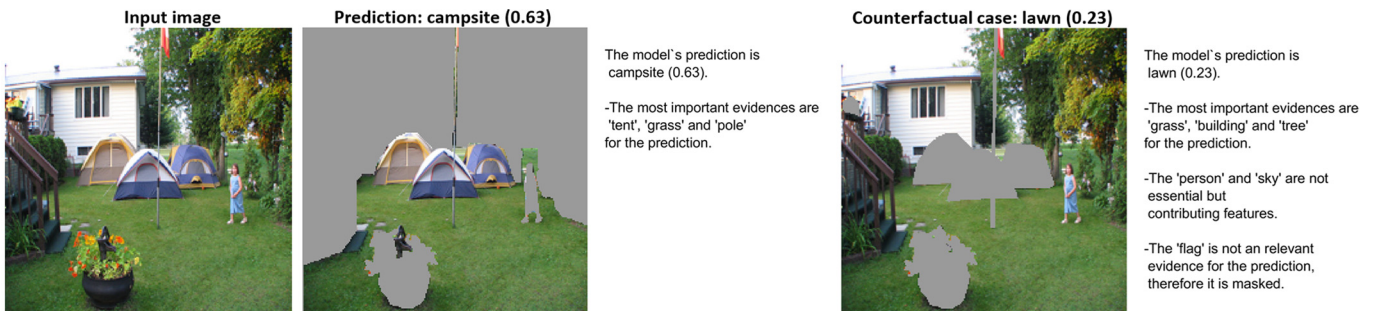 Input image
Prediction: campsite (0.63)
The model`s prediction is
campsite (0.63).
-The most important evidences are
'tent', 'grass' and 'pole'
for the prediction.
Counterfactual case: lawn (0.23)
The model`s prediction is
lawn (0.23).
-The most important evidences are
'grass', 'building' and 'tree'
for the prediction.
-The 'person' and 'sky' are not
essential but
contributing features.
-The 'flag' is not an relevant
evidence for the prediction,
therefore it is masked.